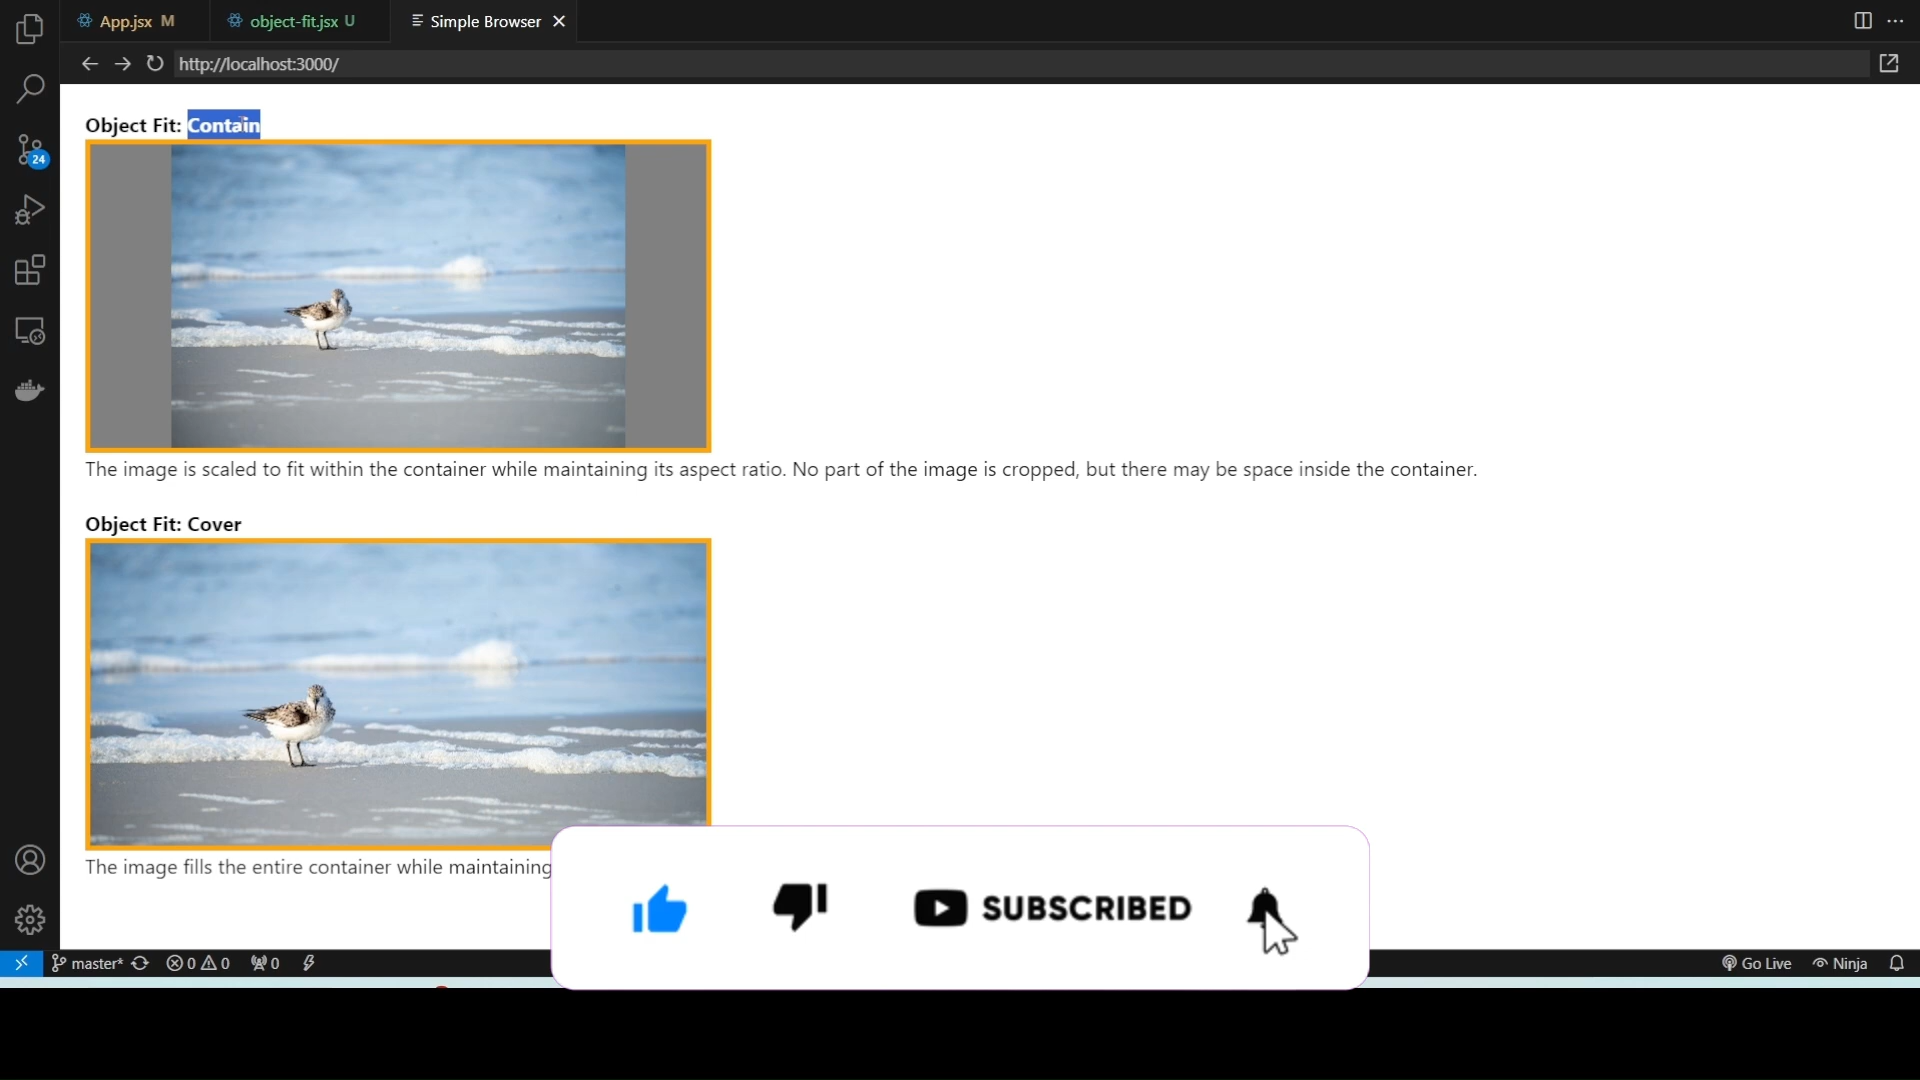 App.jsx M
object-fit.jsx U
Simple Browser
http://localhost:3000/
24
Object Fit: Contain
The image is scaled to fit within the container while maintaining its aspect ratio. No part of the image is cropped, but there may be space inside the container.
Object Fit: Cover
The image fills the entire container while maintaining
SUBSCRIBED
master* 0 0 0 Go Live Ninja